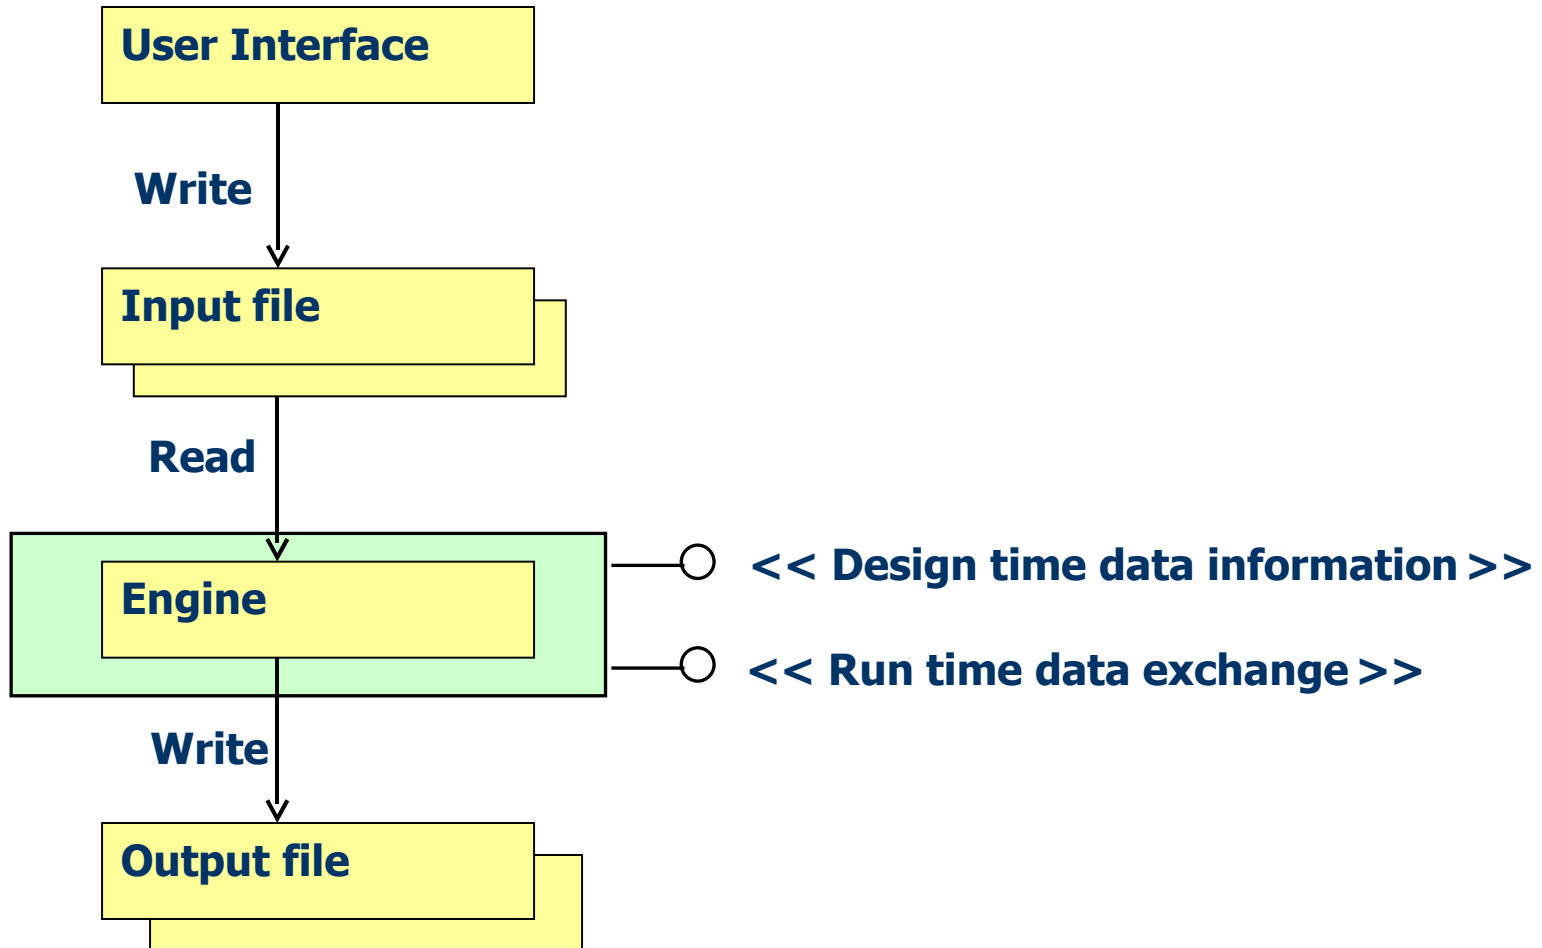 User Interface
Write
Input file
Read
<< Design time data information >>
Engine
<< Run time data exchange >>
Write
Output file